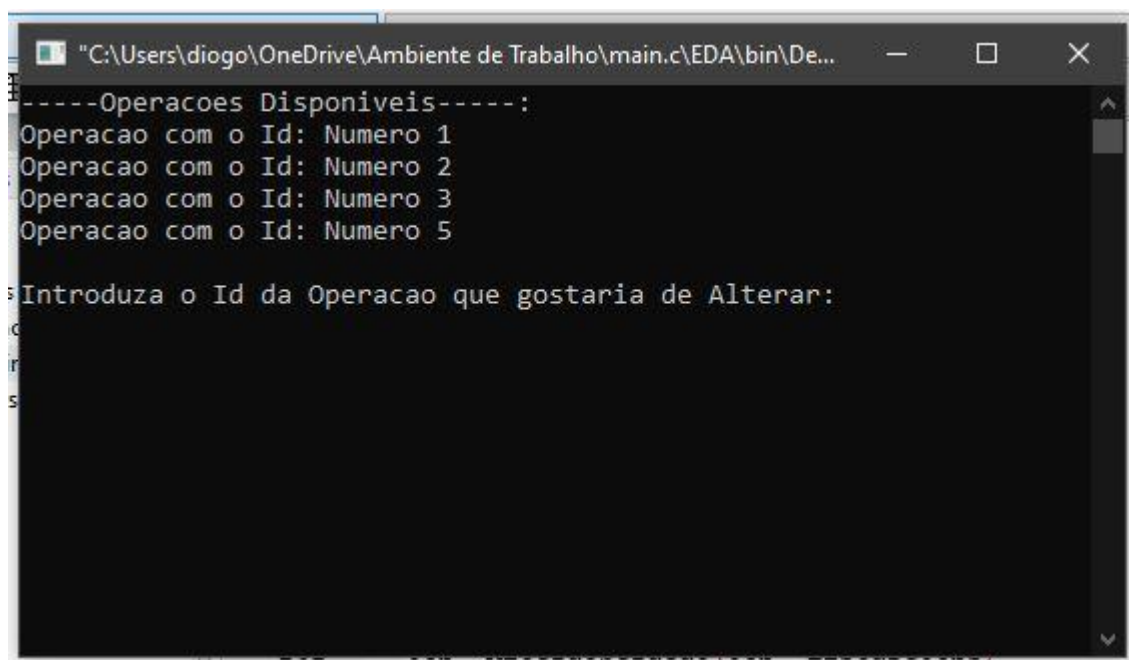 "C:\Users\diogo\OneDrive\Ambiente de Trabalho\main.c\EDA\bin\De...
-----Operacoes Disponiveis-----:
Operacao com o Id: Numero 1
Operacao com o Id: Numero 2
Operacao com o Id: Numero 3
Operacao com o Id: Numero 5
Introduza o Id da Operacao que gostaria de Alterar: